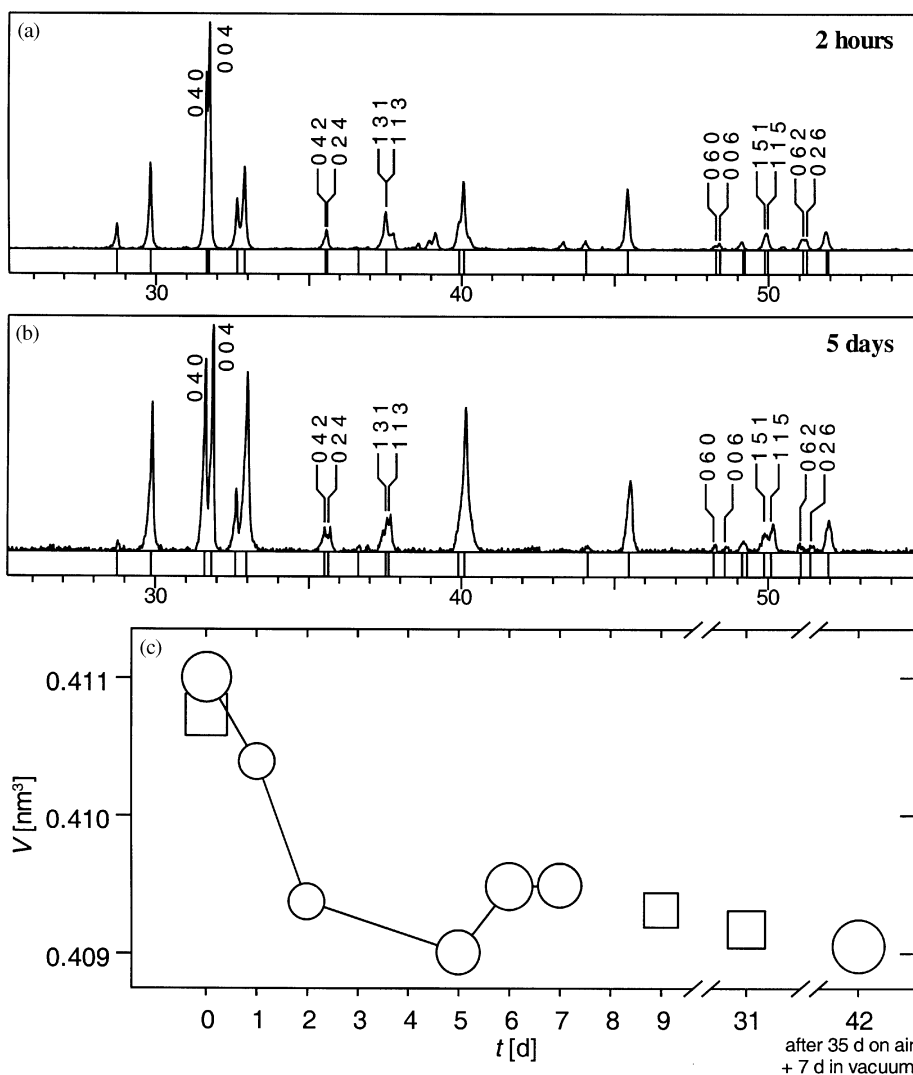 (a)
2 hours
0 4 0
0 0 4
0 4 2
0 2 4
1 3 1
1 1 3
0 6 0
0 0 6
1 5 1
1 1 5
0 6 2
0 2 6
30 40 50
(b)
5 days
0 4 0
0 0 4
0 4 2
0 2 4
1 3 1
1 1 3
0 6 0
0 0 6
1 5 1
1 1 5
0 6 2
0 2 6
30 40 50
(c)
0.411
0.410
0.409
V [nm³]
0 1 2 3 4 5 6 7 8 9 31 42
t [d]
after 35 d on air
+ 7 d in vacuum